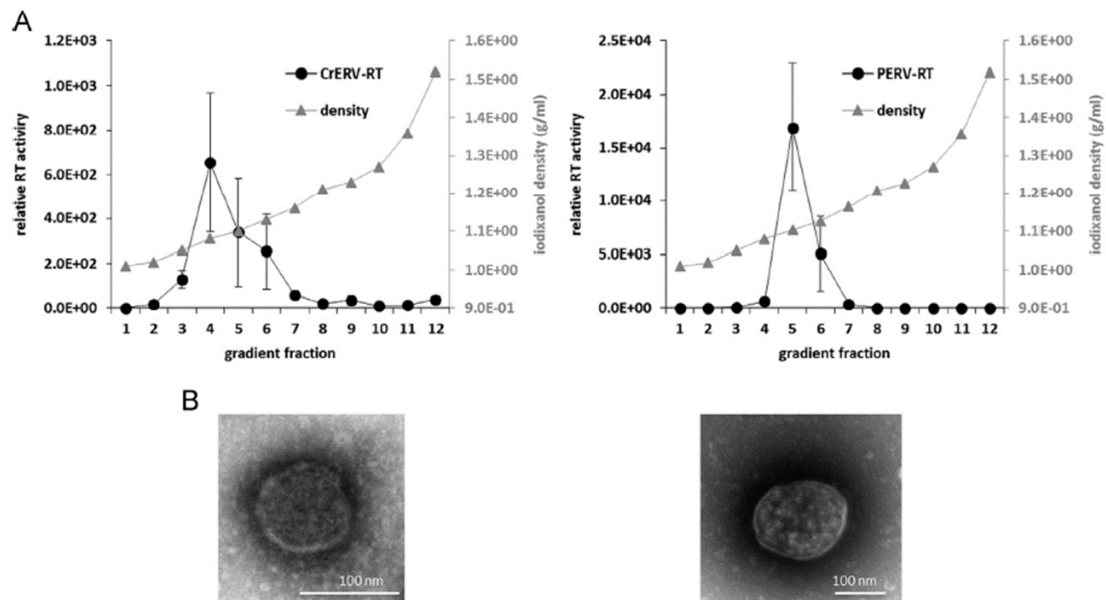 A
1.2E+03
1.0E+03
8.0E+02
6.0E+02
4.0E+02
2.0E+02
0.0E+00
relative RT activiry
1 2 3 4 5 6 7 8 9 10 11 12
gradient fraction
CrERV-RT
density
1.6E+00
1.5E+00
1.4E+00
1.3E+00
1.2E+00
1.1E+00
1.0E+00
9.0E-01
iodixanol density (g/ml)
2.5E+04
2.0E+04
1.5E+04
1.0E+04
5.0E+03
0.0E+00
relative RT activiry
1 2 3 4 5 6 7 8 9 10 11 12
gradient fraction
PERV-RT
density
1.6E+00
1.5E+00
1.4E+00
1.3E+00
1.2E+00
1.1E+00
1.0E+00
9.0E-01
iodixanol density (g/ml)
B
100 nm
100 nm